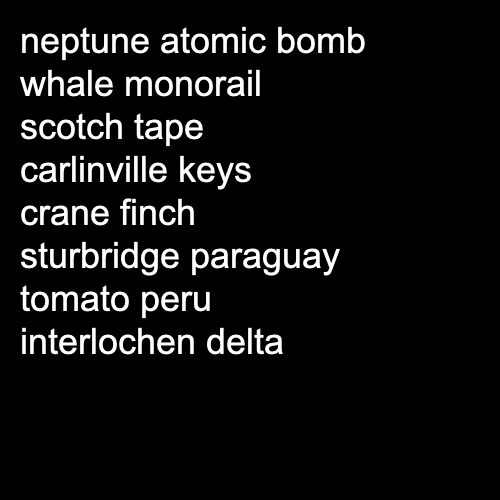 neptune atomic bomb
whale monorail
scotch tape
carlinville keys
crane finch
sturbridge paraguay
tomato peru
interlochen delta